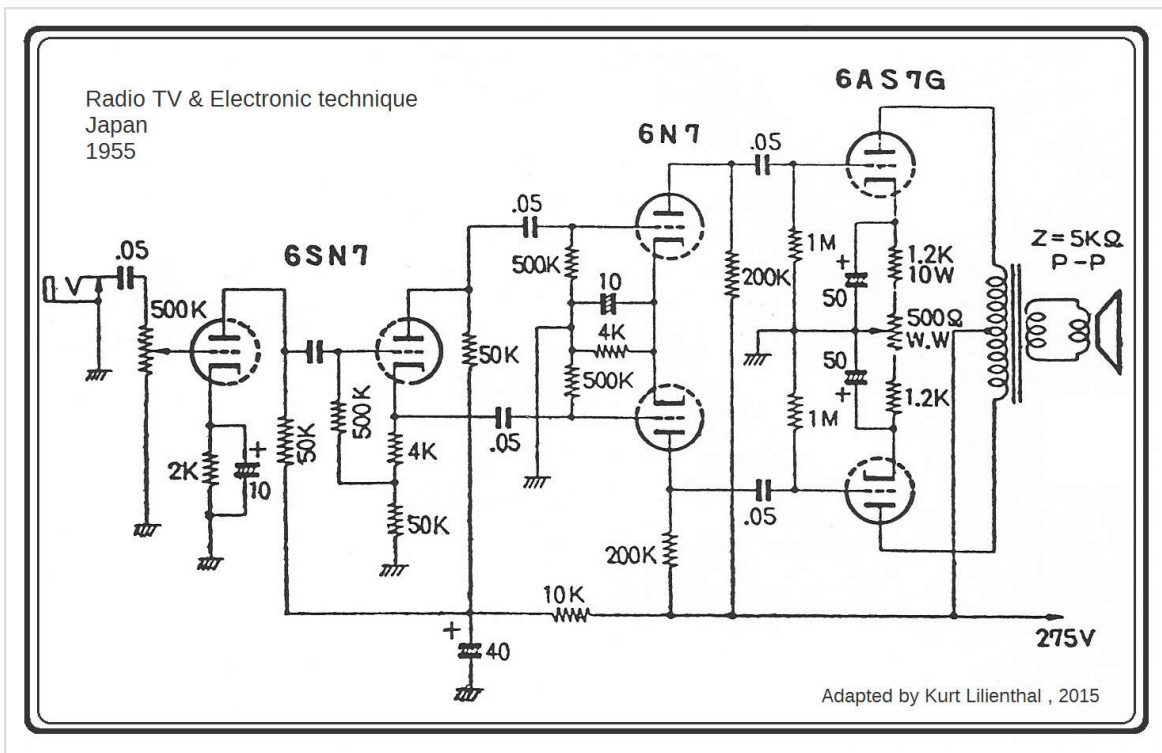 Radio TV & Electronic technique
Japan
1955
6AS7G
6N7
6SN7
.05
.05
.05
500K
V
500K
10
4K
500K
1M
200K
50
1.2K
10W
500Ω
W.W
50
1.2K
Z=5KΩ
P-P
50K
500K
50K
2K
10
4K
50K
.05
1M
.05
200K
10K
40
275V
+
+
+
+
Adapted by Kurt Lilienthal , 2015